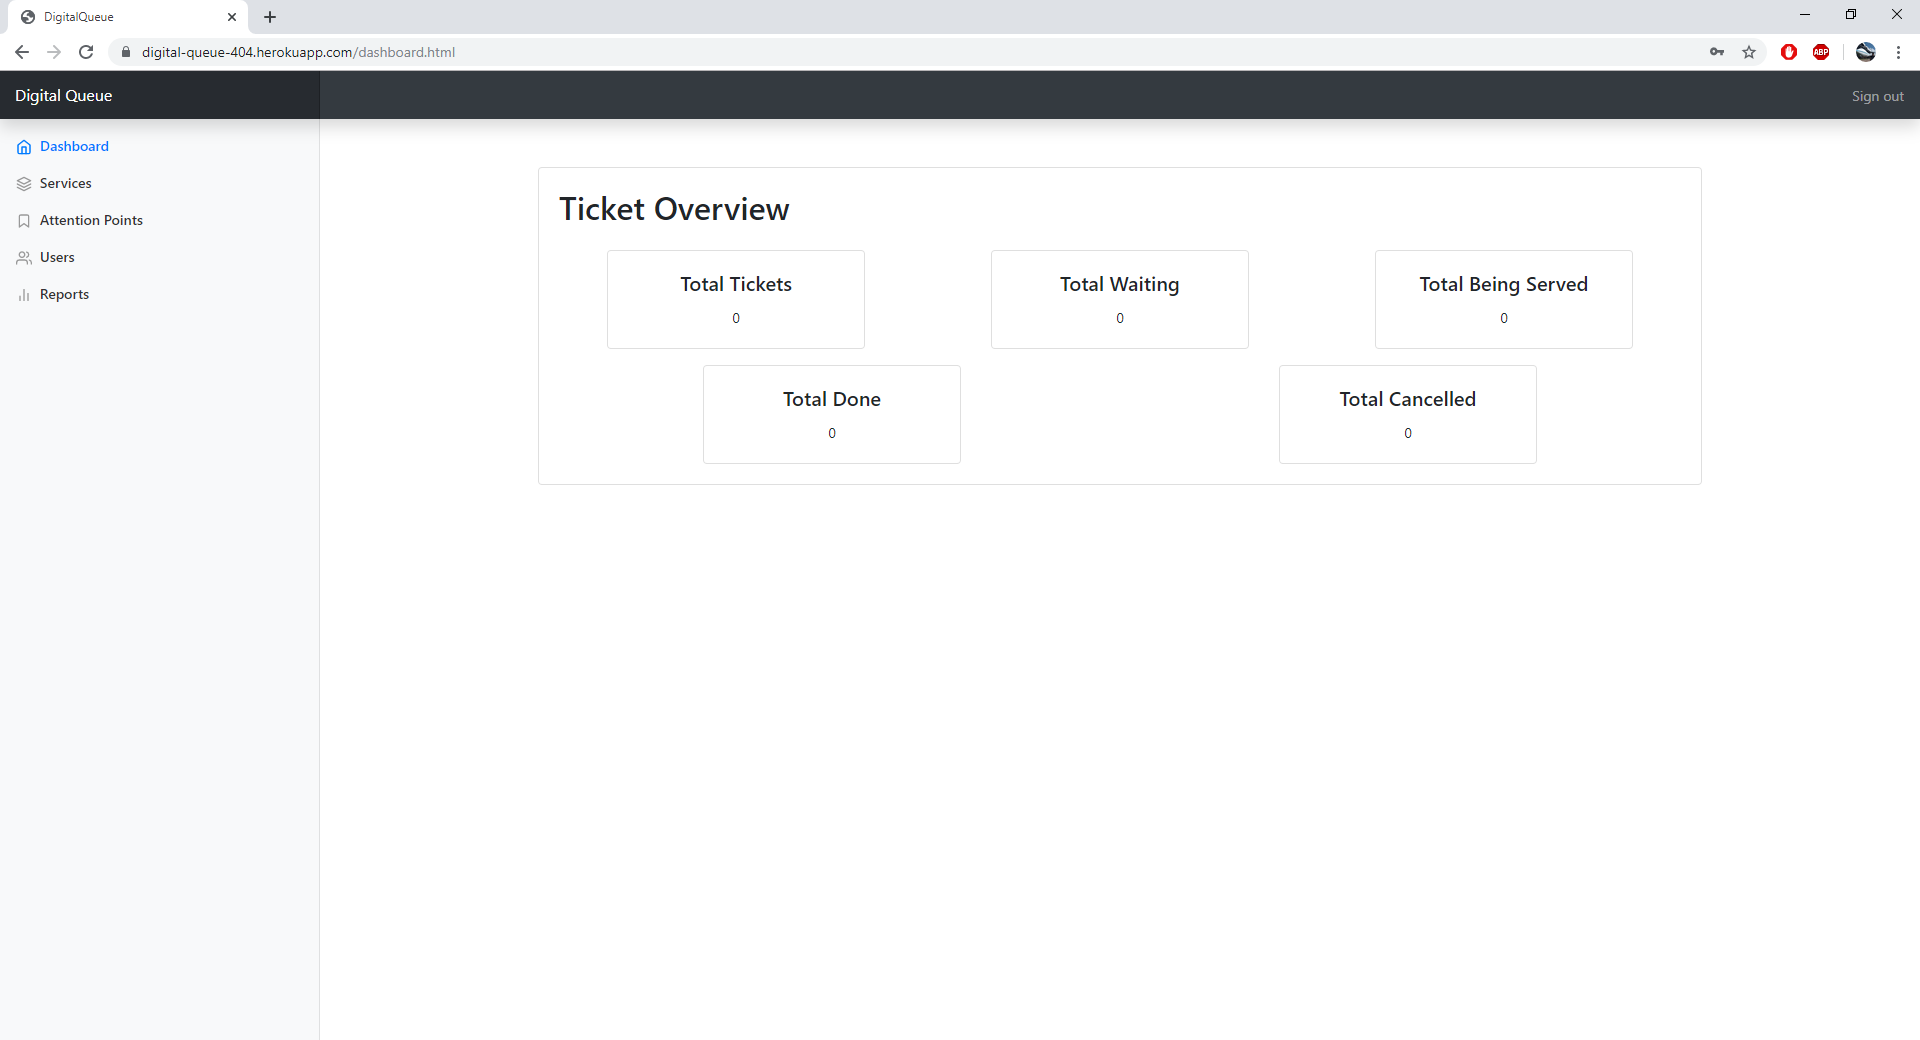 DigitalQueue
digital-queue-404.herokuapp.com/dashboard.html
ABP
Digital Queue
Sign out
Dashboard
Services
Attention Points
Users
Reports
Ticket Overview
Total Tickets
0
Total Waiting
0
Total Being Served
0
Total Done
0
Total Cancelled
0